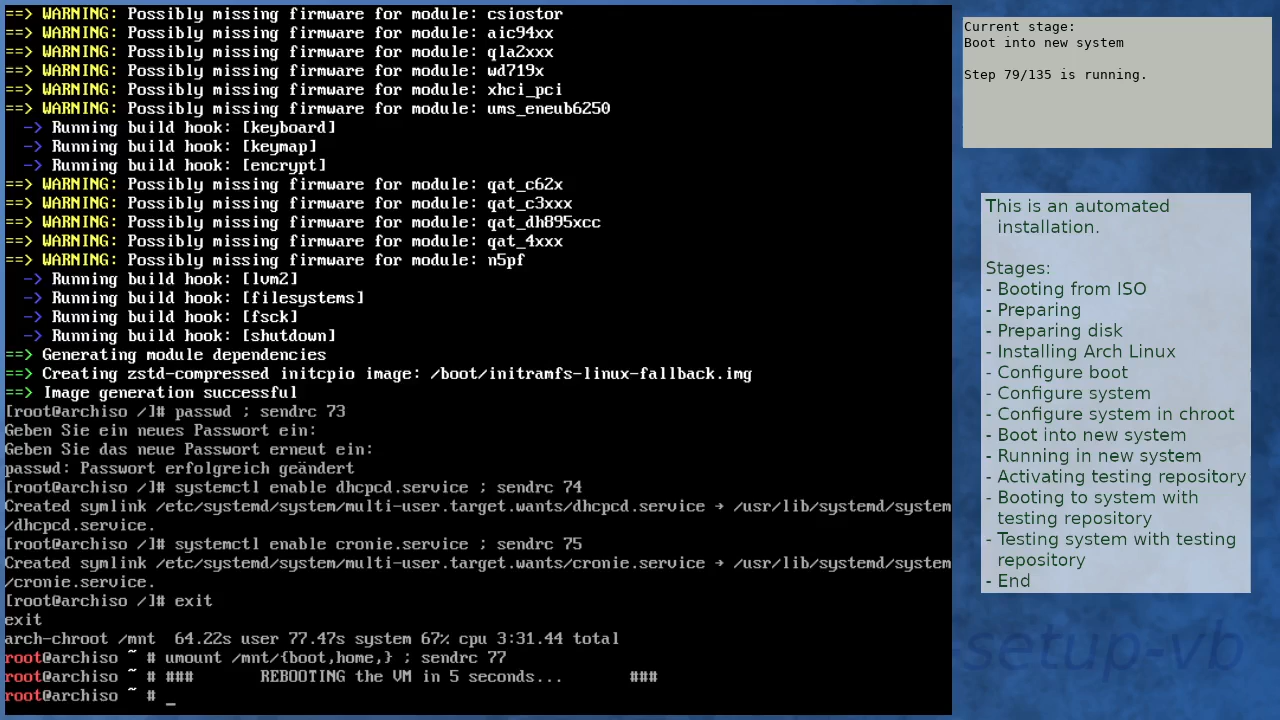 ==> WARNING: Possibly missing firmware for module: csiostor
==> WARNING: Possibly missing firmware for module: aic94xx
==> WARNING: Possibly missing firmware for module: qla2xxx
==> WARNING: Possibly missing firmware for module: wd719x
==> WARNING: Possibly missing firmware for module: xhci_pci
==> WARNING: Possibly missing firmware for module: ums_eneub6250
  -> Running build hook: [keyboard]
  -> Running build hook: [keymap]
  -> Running build hook: [encrypt]
==> WARNING: Possibly missing firmware for module: qat_c62x
==> WARNING: Possibly missing firmware for module: qat_c3xxx
==> WARNING: Possibly missing firmware for module: qat_dh895xcc
==> WARNING: Possibly missing firmware for module: qat_4xxx
==> WARNING: Possibly missing firmware for module: n5pf
  -> Running build hook: [lvm2]
  -> Running build hook: [filesystems]
  -> Running build hook: [fsck]
  -> Running build hook: [shutdown]
==> Generating module dependencies
==> Creating zstd-compressed initcpio image: /boot/initramfs-linux-fallback.img
==> Image generation successful
[root@archiso /]# passwd ; sendrc 73
Geben Sie ein neues Passwort ein:
Geben Sie das neue Passwort erneut ein:
passwd: Passwort erfolgreich geändert
[root@archiso /]# systemctl enable dhcpcd.service ; sendrc 74
Created symlink /etc/systemd/system/multi-user.target.wants/dhcpcd.service → /usr/lib/systemd/system
/dhcpcd.service.
[root@archiso /]# systemctl enable cronie.service ; sendrc 75
Created symlink /etc/systemd/system/multi-user.target.wants/cronie.service → /usr/lib/systemd/system
/cronie.service.
[root@archiso /]# exit
exit
arch-chroot /mnt  64.22s user 77.47s system 67% cpu 3:31.44 total
root@archiso ~ # umount /mnt/{boot,home,} ; sendrc 77
root@archiso ~ # ###       REBOOTING the VM in 5 seconds...       ###
root@archiso ~ # _
Current stage:
Boot into new system
Step 79/135 is running.
This is an automated
installation.
Stages:
- Booting from ISO
- Preparing
- Preparing disk
- Installing Arch Linux
- Configure boot
- Configure system
- Configure system in chroot
- Boot into new system
- Running in new system
- Activating testing repository
- Booting to system with
testing repository
- Testing system with testing
repository
- End
-setup-vb